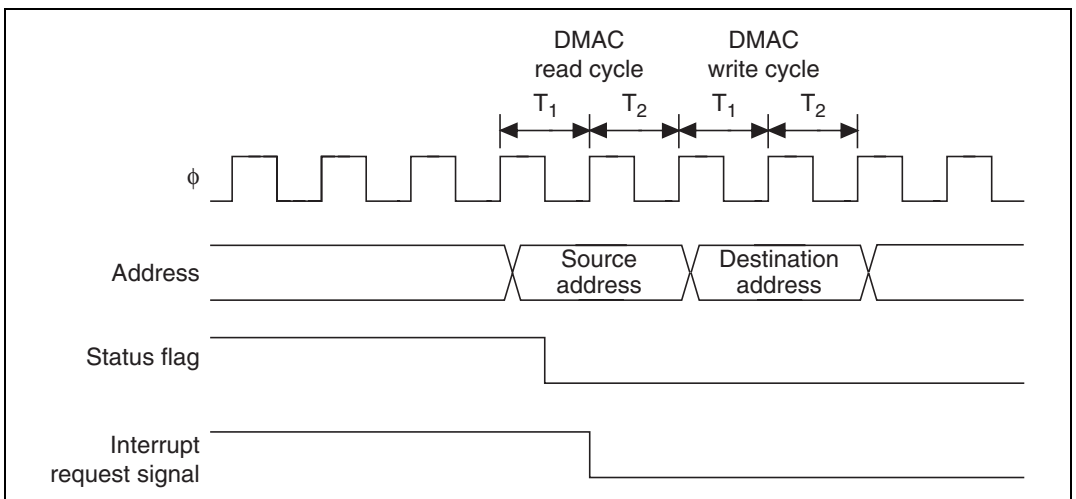 DMAC
read cycle
DMAC
write cycle
T1
T2
T1
T2
ϕ
Address
Source
address
Destination
address
Status flag
Interrupt
request signal